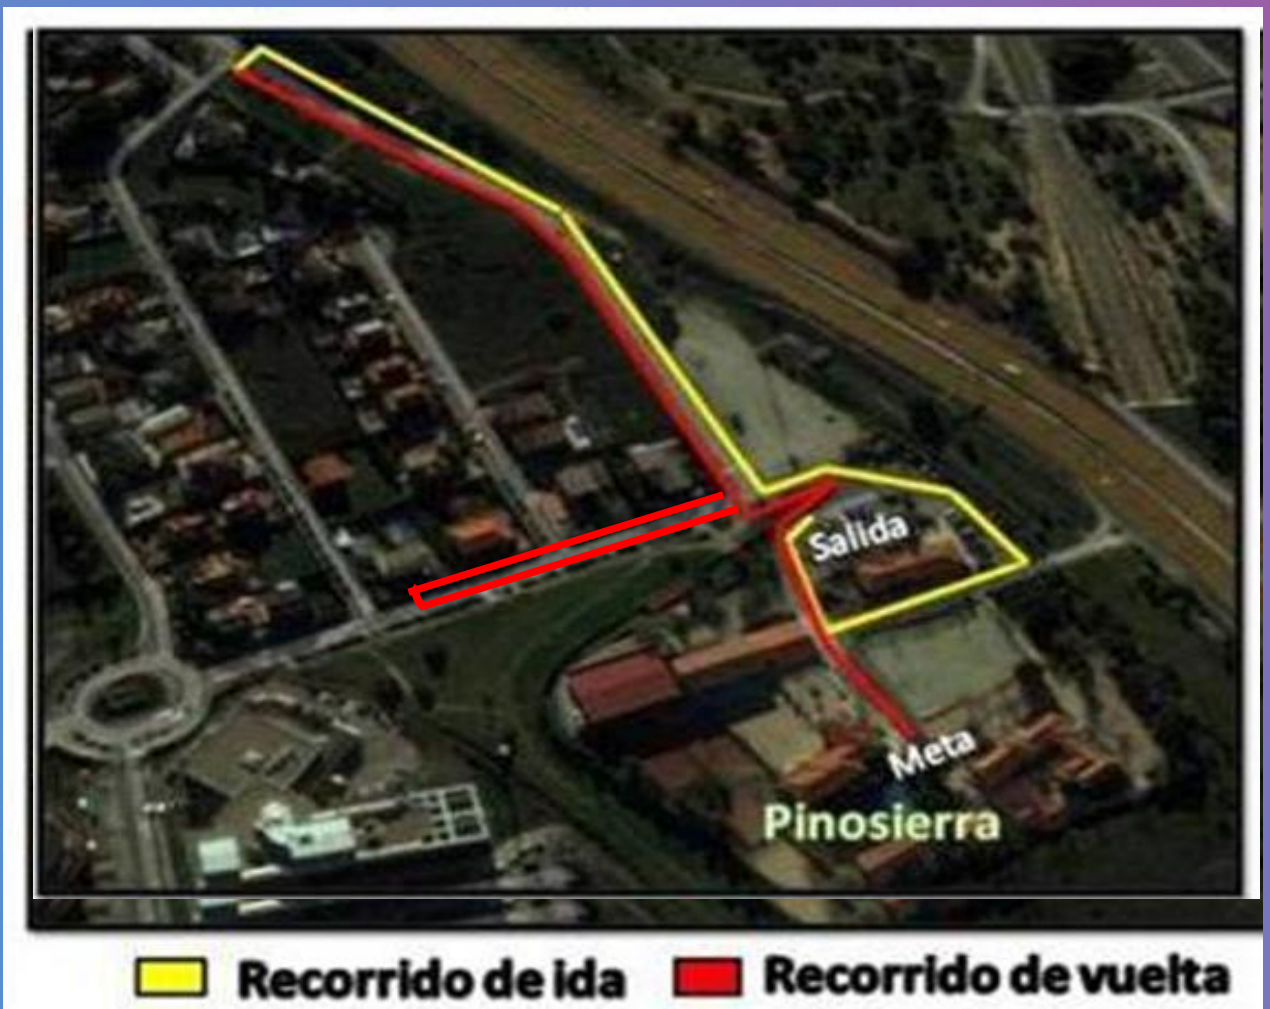 Salida
Meta
Pinosierra
Recorrido de ida
Recorrido de vuelta